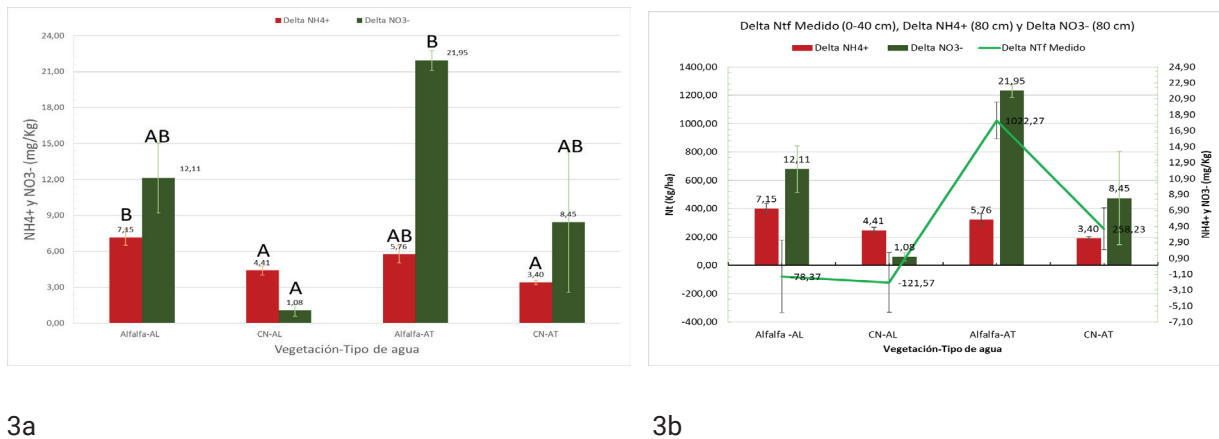 Delta NH4+ Delta NO3-
24,00
21,00
18,00
15,00
12,00
9,00
6,00
3,00
0,00
NH4+ y NO3- (mg/Kg)
B
7,15
AB
12,11
A
4,41
A
1,08
AB
5,76
B
21,95
A
3,40
A
8,45
Alfalfa-AL CN-AL Alfalfa-AT CN-AT
Vegetación-Tipo de agua
3a
Delta Ntf Medido (0-40 cm), Delta NH4+ (80 cm) y Delta NO3- (80 cm)
Delta NH4+ Delta NO3- Delta NTf Medido
1400,00
1200,00
1000,00
800,00
600,00
400,00
200,00
0,00
-200,00
-400,00
Nt (Kg/ha)
7,15
12,11
-78,37
4,41
1,08
-121,57
5,76
21,95
1022,27
3,40
8,45
258,23
24,90
22,90
20,90
18,90
16,90
14,90
12,90
10,90
8,90
6,90
4,90
2,90
0,90
-1,10
-3,10
-5,10
-7,10
NH4+ y NO3- (mg/Kg)
Alfalfa -AL CN-AL Alfalfa-AT CN-AT
Vegetación-Tipo de agua
3b